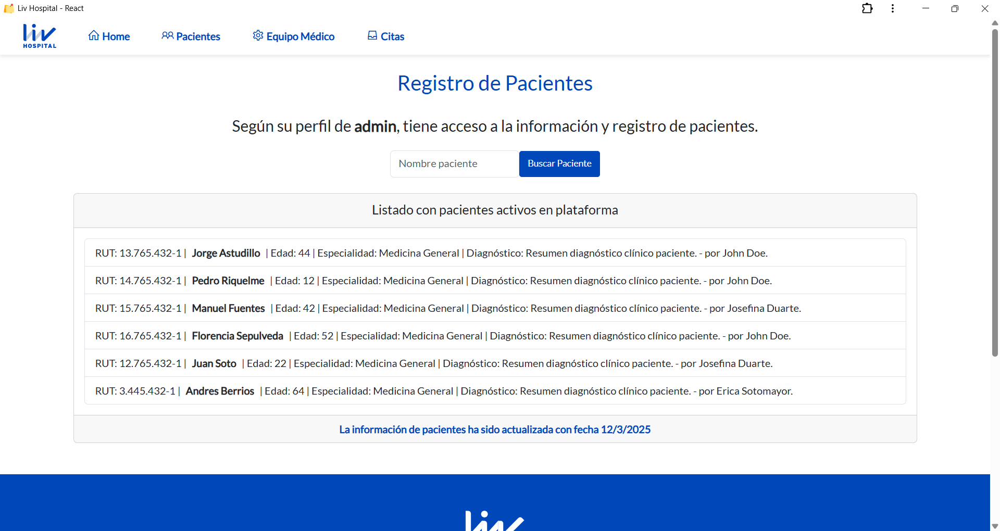 Liv Hospital - React
liv
HOSPITAL
Home
Pacientes
Equipo Médico
Citas
Registro de Pacientes
Según su perfil de admin, tiene acceso a la información y registro de pacientes.
Nombre paciente
Buscar Paciente
Listado con pacientes activos en plataforma
RUT: 13.765.432-1 | Jorge Astudillo | Edad: 44 | Especialidad: Medicina General | Diagnóstico: Resumen diagnóstico clínico paciente. - por John Doe.
RUT: 14.765.432-1 | Pedro Riquelme | Edad: 12 | Especialidad: Medicina General | Diagnóstico: Resumen diagnóstico clínico paciente. - por John Doe.
RUT: 15.765.432-1 | Manuel Fuentes | Edad: 42 | Especialidad: Medicina General | Diagnóstico: Resumen diagnóstico clínico paciente. - por Josefina Duarte.
RUT: 16.765.432-1 | Florencia Sepulveda | Edad: 52 | Especialidad: Medicina General | Diagnóstico: Resumen diagnóstico clínico paciente. - por John Doe.
RUT: 12.765.432-1 | Juan Soto | Edad: 22 | Especialidad: Medicina General | Diagnóstico: Resumen diagnóstico clínico paciente. - por Josefina Duarte.
RUT: 3.445.432-1 | Andres Berrios | Edad: 64 | Especialidad: Medicina General | Diagnóstico: Resumen diagnóstico clínico paciente. - por Erica Sotomayor.
La información de pacientes ha sido actualizada con fecha 12/3/2025
liv